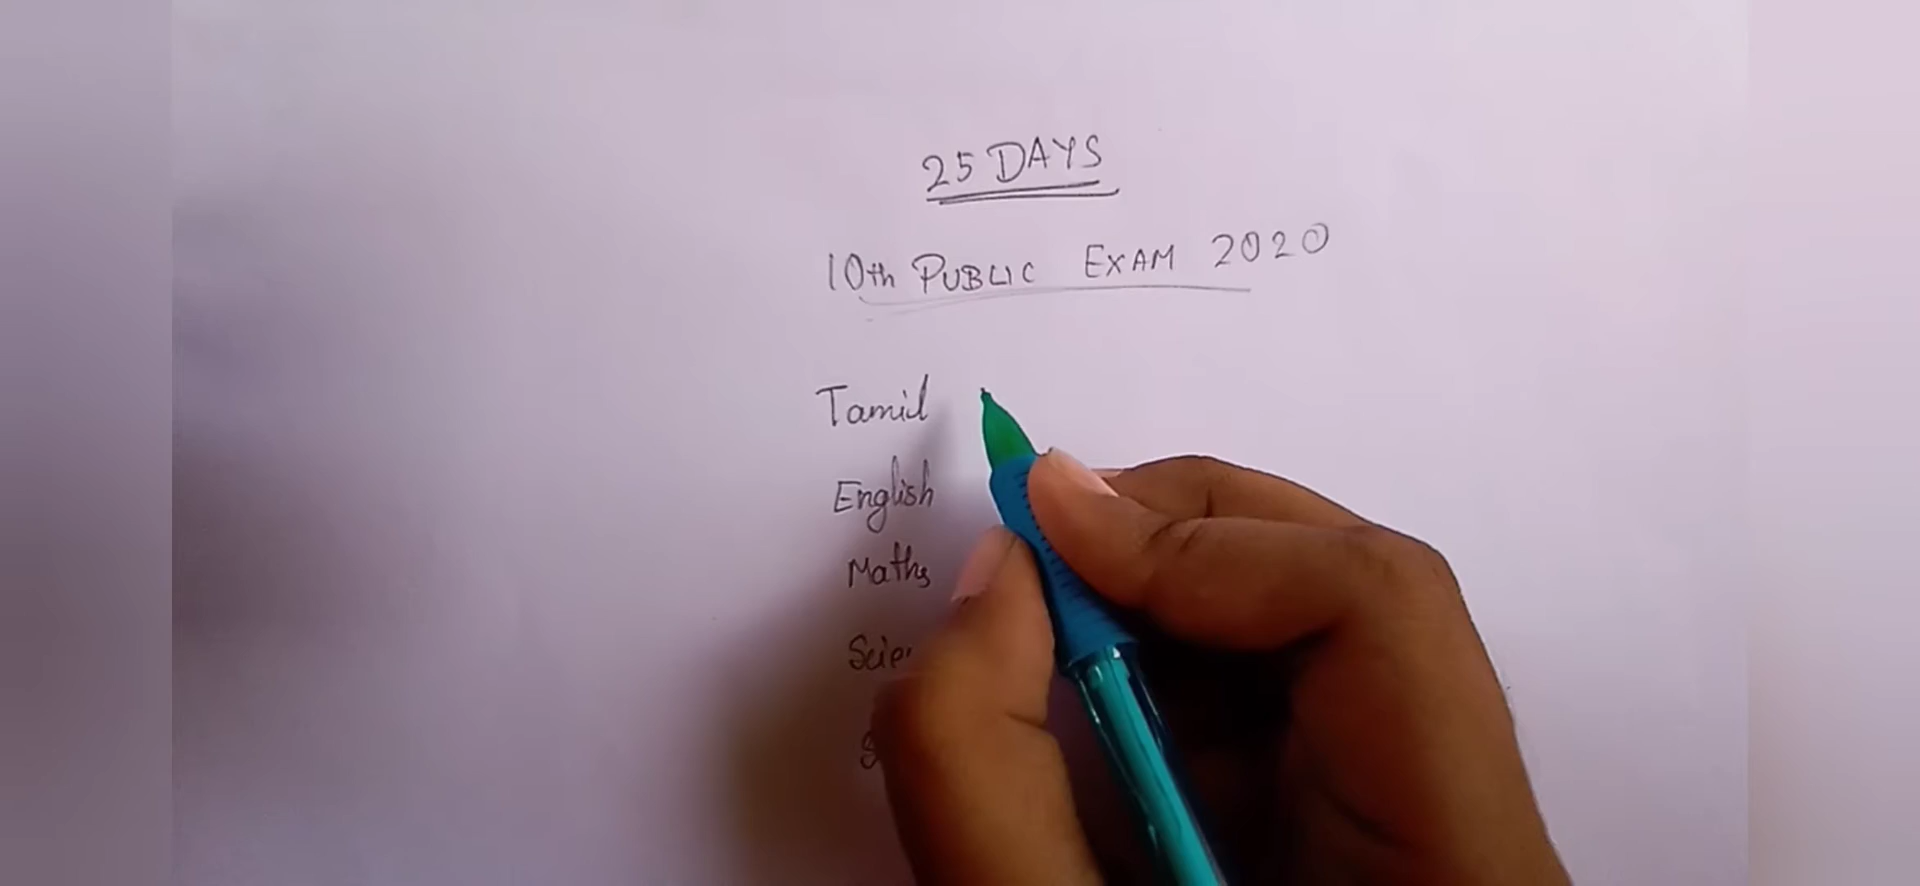 25 DAYS
10th PUBLIC EXAM 2020
Tamil
English
Maths